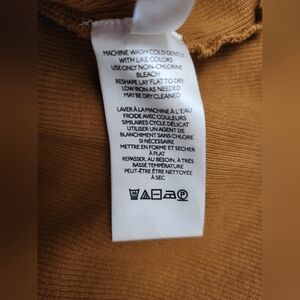 MACHINE WASH COLD-GENTLE
WITH LIKE COLORS
USE ONLY NON-CHLORINE
BLEACH
RESHAPE LAY FLAT TO DRY
LOW IRON AS NEEDED
MAY BE DRY CLEANED
LAVER À LA MACHINE À L'EAU
FROIDE AVEC COULEURS
SIMILAIRES CYCLE DÉLICAT
UTILISER UN AGENT DE
BLANCHIMENT SANS CHLORE
SI NÉCESSAIRE
METTRE EN FORME ET SÉCHER
À PLAT
REPASSER, AU BESOIN, À TRÈS
BASSE TEMPÉRATURE
PEUT-ÊTRE ÊTRE NETTOYÉE
À SEC
P